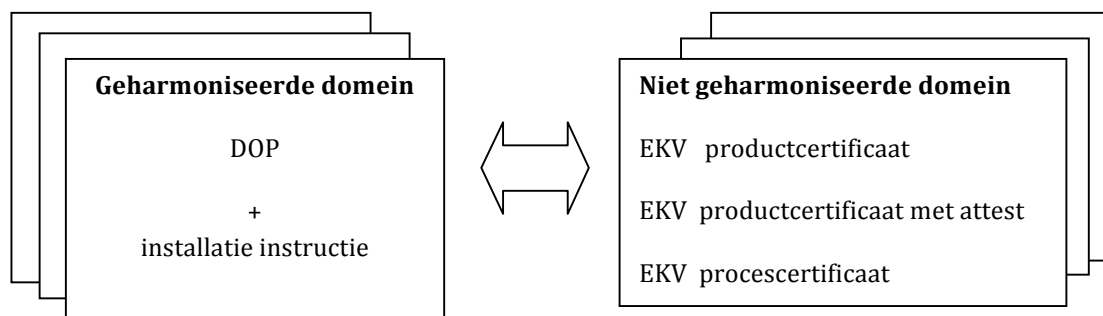 Geharmoniseerde domein
DOP
+
installatie instructie
Niet geharmoniseerde domein
EKV productcertificaat
EKV productcertificaat met attest
EKV procescertificaat